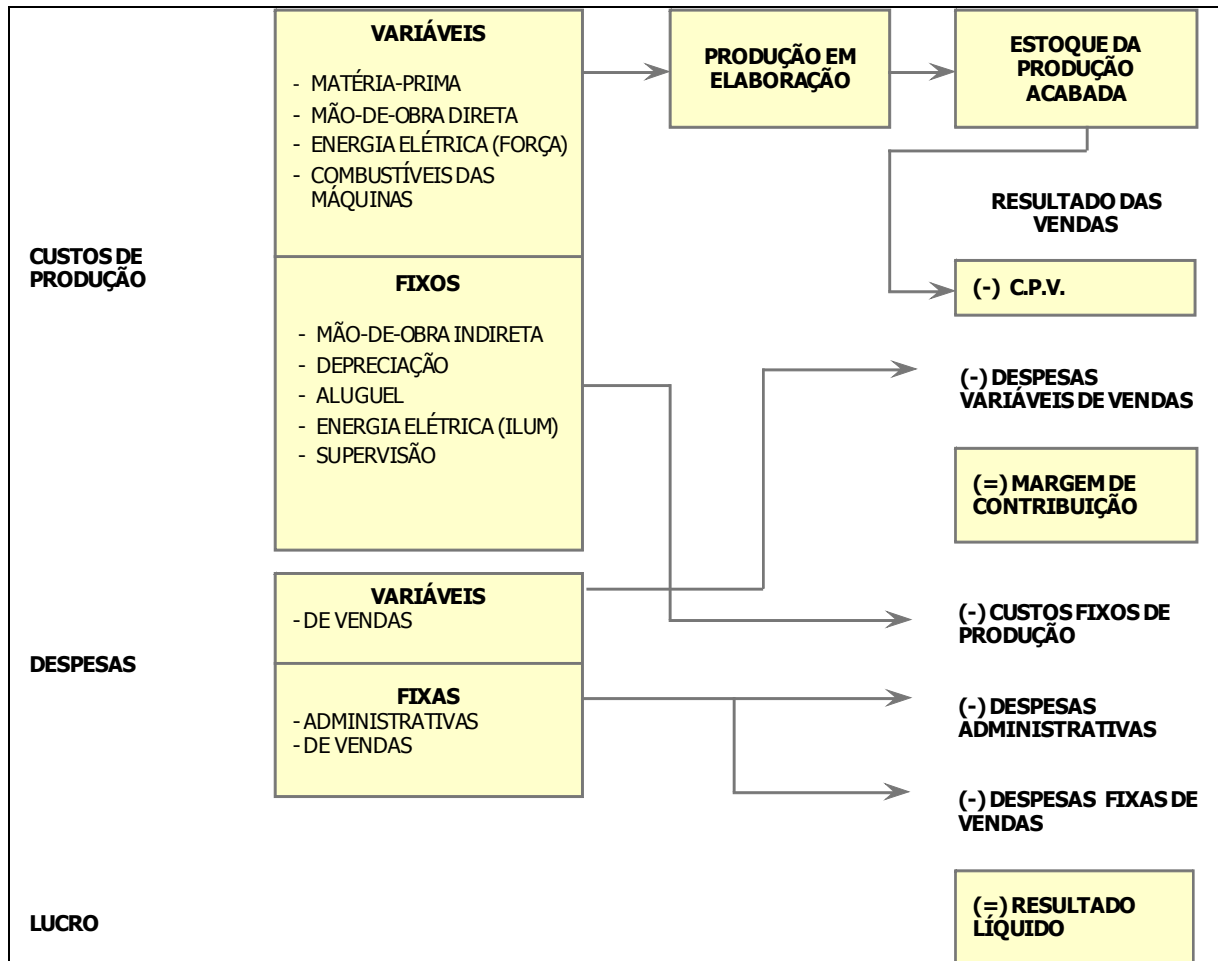 VARIÁVEIS
- MATÉRIA-PRIMA
- MÃO-DE-OBRA DIRETA
- ENERGIA ELÉTRICA (FORÇA)
- COMBUSTÍVEIS DAS
MÁQUINAS
PRODUÇÃO EM
ELABORAÇÃO
ESTOQUE DA
PRODUÇÃO
ACABADA
RESULTADO DAS
VENDAS
CUSTOS DE
PRODUÇÃO
FIXOS
- MÃO-DE-OBRA INDIRETA
- DEPRECIAÇÃO
- ALUGUEL
- ENERGIA ELÉTRICA (ILUM)
- SUPERVISÃO
(-) C.P.V.
(-) DESPESAS
VARIÁVEIS DE VENDAS
(=) MARGEM DE
CONTRIBUIÇÃO
DESPESAS
VARIÁVEIS
- DE VENDAS
(-) CUSTOS FIXOS DE
PRODUÇÃO
FIXAS
- ADMINISTRATIVAS
- DE VENDAS
(-) DESPESAS
ADMINISTRATIVAS
(-) DESPESAS FIXAS DE
VENDAS
LUCRO
(=) RESULTADO
LÍQUIDO